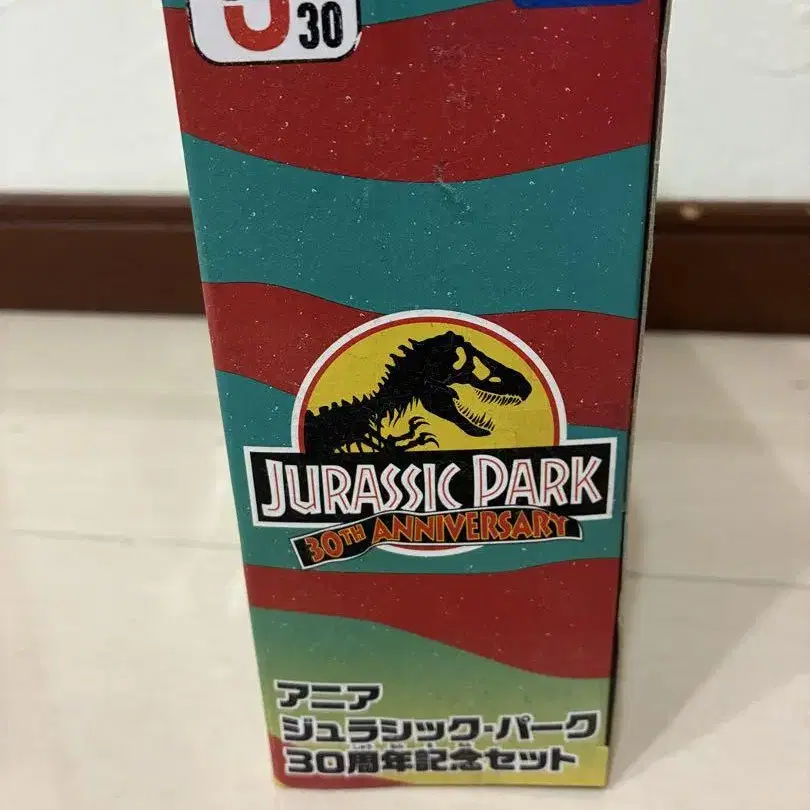 30
JURASSIC PARK
30TH ANNIVERSARY
アニア
ジュラシック・パーク
30周年記念セット